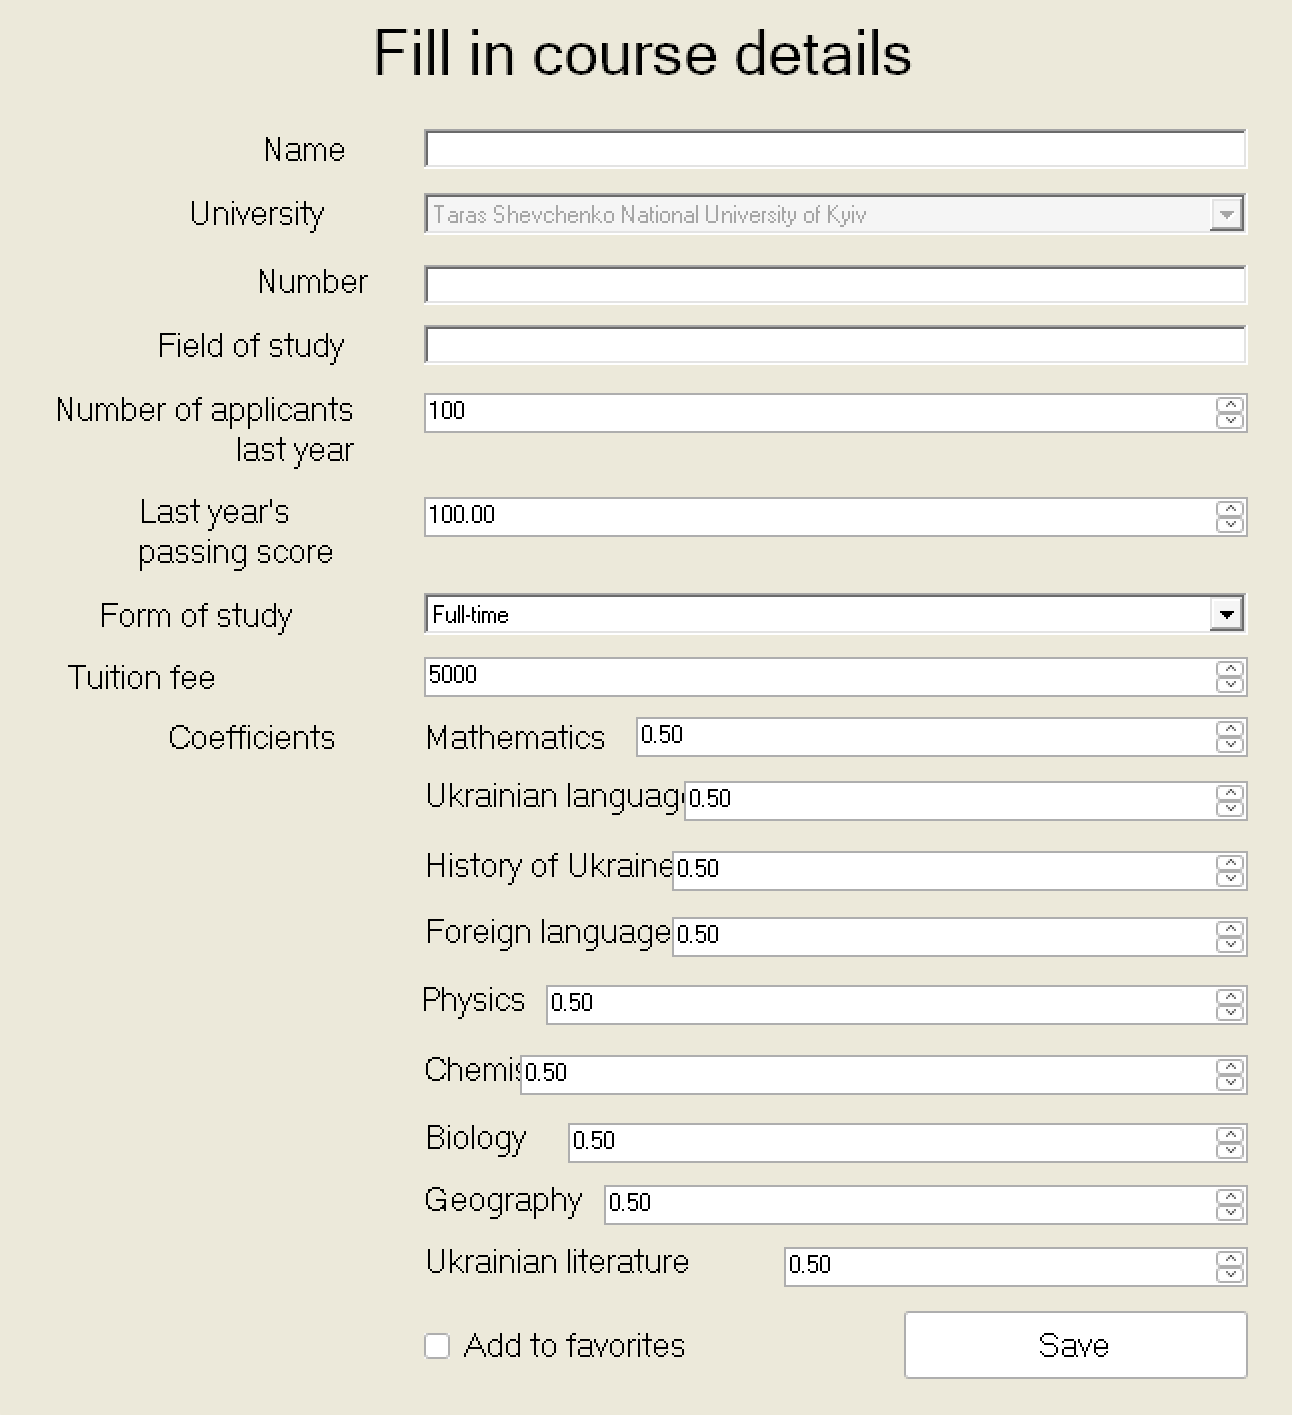 Fill in course details
Name
University
Taras Shevchenko National University of Kyiv
Number
Field of study
Number of applicants
last year
100
Last year's
passing score
100.00
Form of study
Full-time
Tuition fee
5000
Coefficients
Mathematics
0.50
Ukrainian languag
0.50
History of Ukraine
0.50
Foreign language
0.50
Physics
0.50
Chemis
0.50
Biology
0.50
Geography
0.50
Ukrainian literature
0.50
Add to favorites
Save